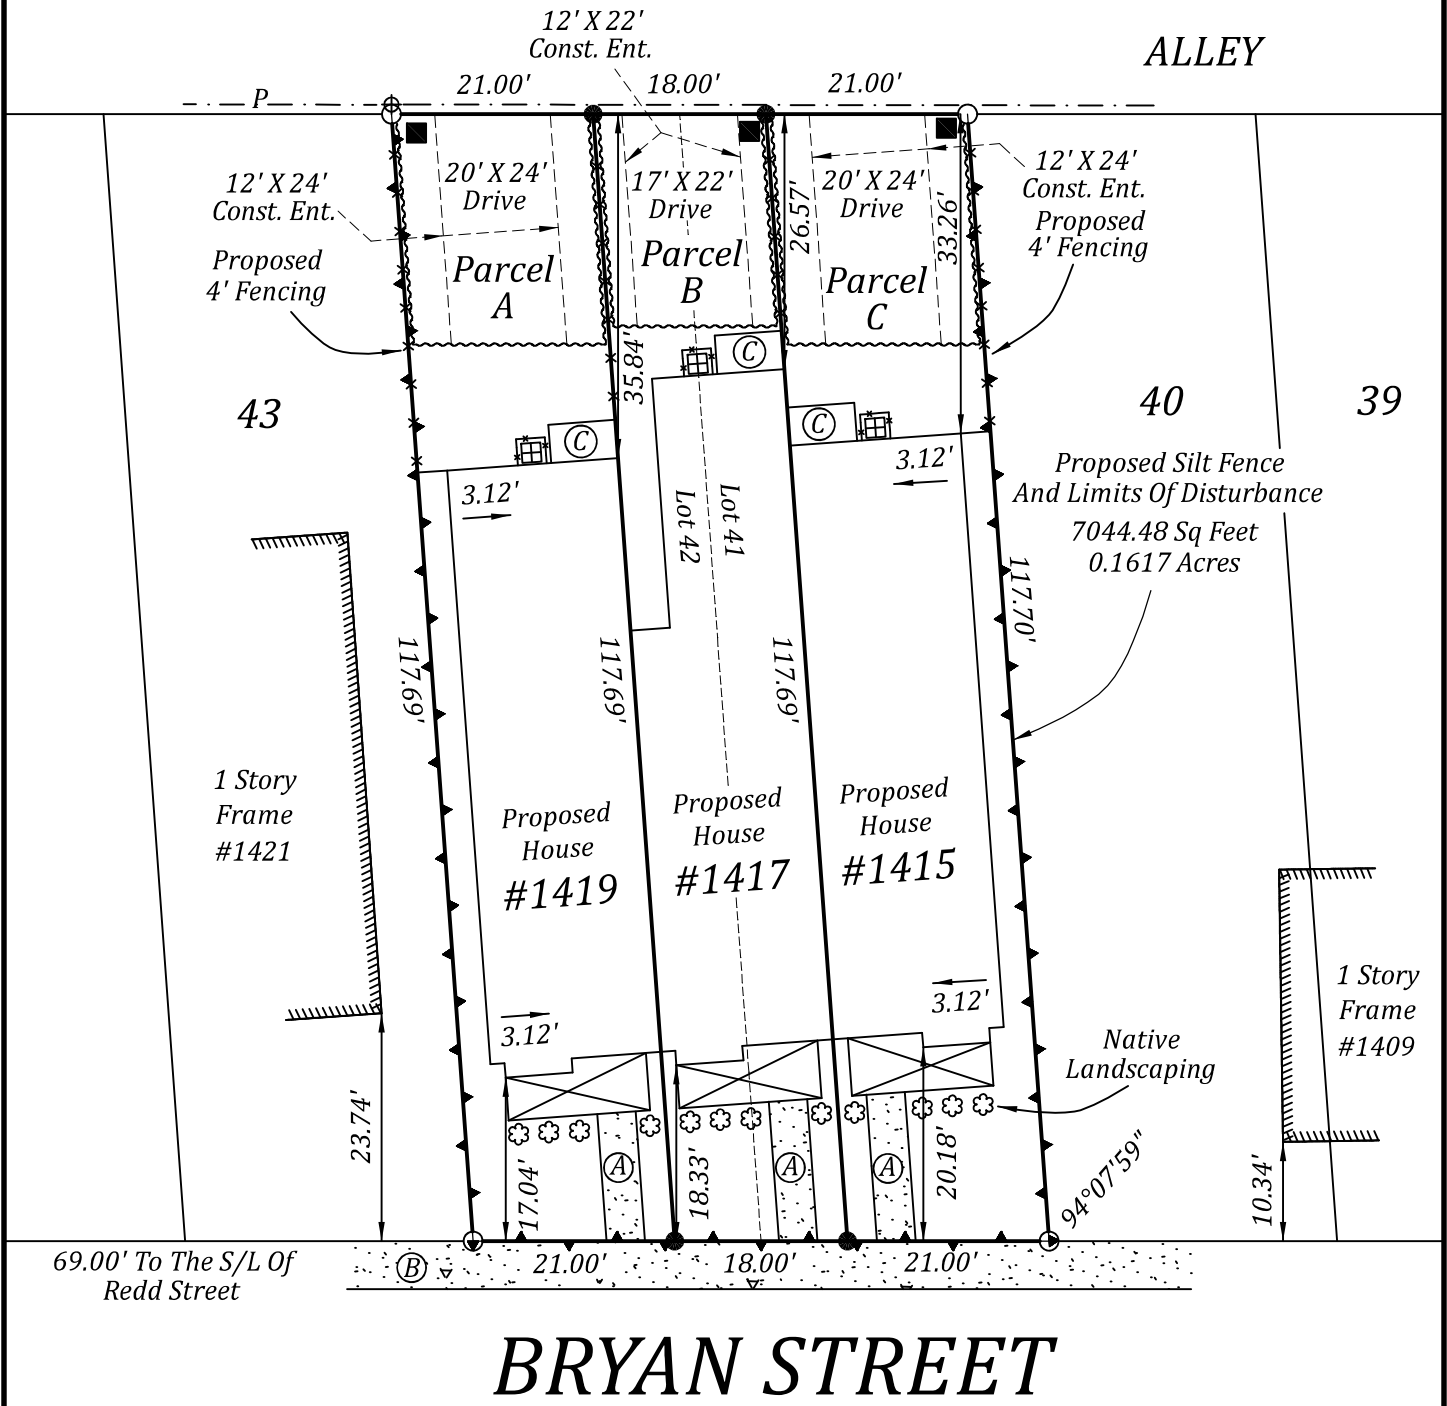 12' X 22'
Const. Ent.
ALLEY
21.00'
18.00'
21.00'
P
12' X 24'
Const. Ent.
20' X 24'
Drive
17' X 22'
Drive
20' X 24'
Drive
12' X 24'
Const. Ent.
26.57'
33.26'
Proposed
4' Fencing
Proposed
4' Fencing
Parcel
A
Parcel
B
Parcel
C
35.84'
C
C
C
43
40
39
3.12'
3.12'
Lot 42
Lot 41
Proposed Silt Fence
And Limits Of Disturbance
7044.48 Sq Feet
0.1617 Acres
117.69'
117.69'
117.69'
117.70'
1 Story
Frame
#1421
Proposed
House
#1419
Proposed
House
#1417
Proposed
House
#1415
1 Story
Frame
#1409
3.12'
3.12'
Native
Landscaping
23.74'
17.04'
A
18.33'
A
A
20.18'
94°07'59"
10.34'
69.00' To The S/L Of
Redd Street
B
21.00'
18.00'
21.00'
BRYAN STREET